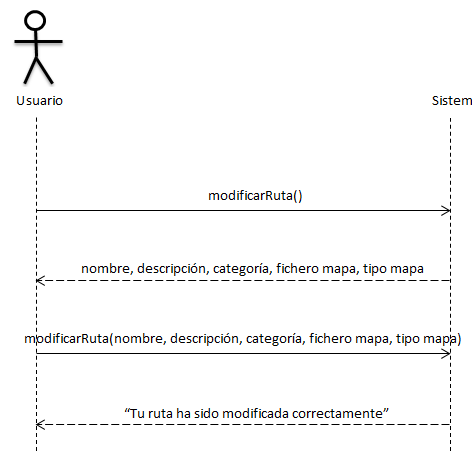 Usuario
Sistem
modificarRuta()
nombre, descripción, categoría, fichero mapa, tipo mapa
modificarRuta(nombre, descripción, categoría, fichero mapa, tipo mapa)
“Tu ruta ha sido modificada correctamente”